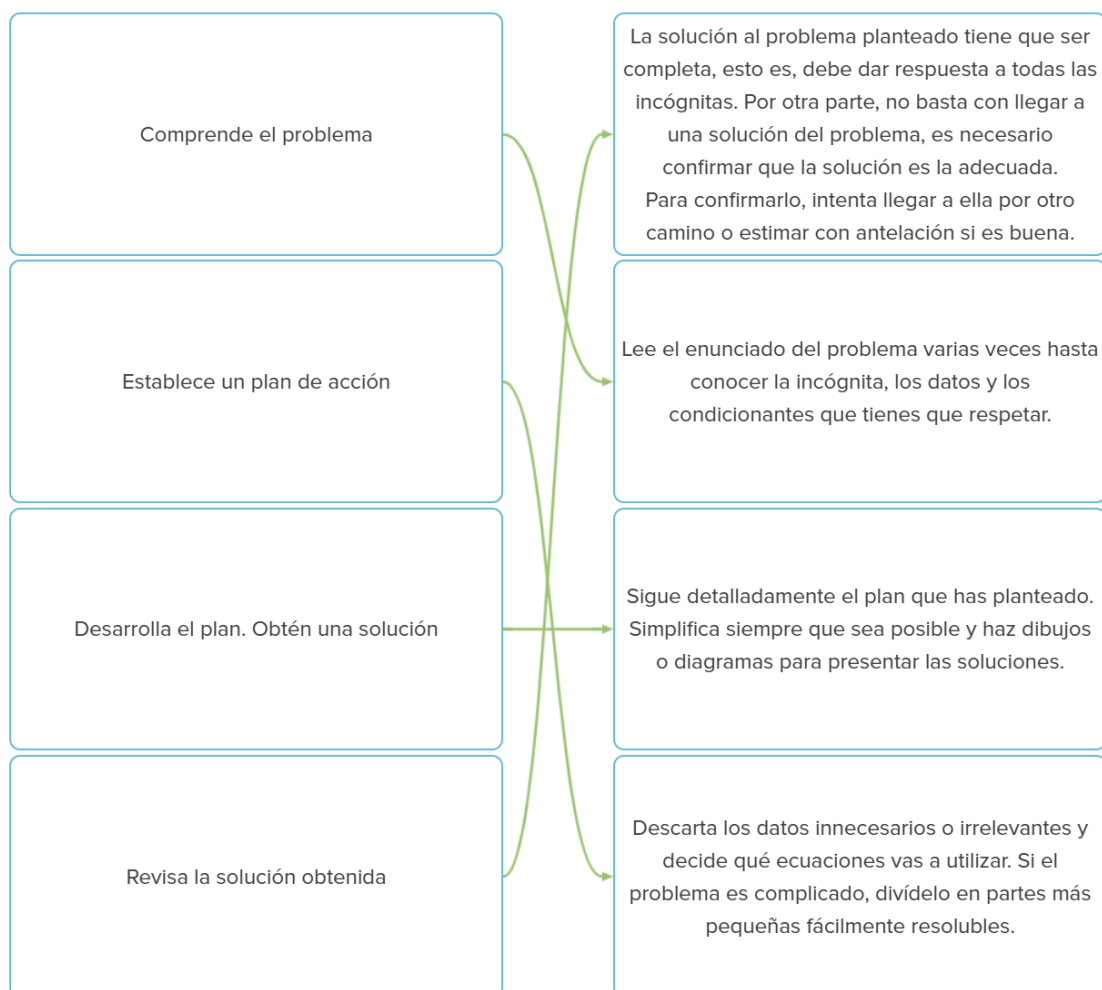 Comprende el problema
La solución al problema planteado tiene que ser
completa, esto es, debe dar respuesta a todas las
incógnitas. Por otra parte, no basta con llegar a
una solución del problema, es necesario
confirmar que la solución es la adecuada.
Para confirmarlo, intenta llegar a ella por otro
camino o estimar con antelación si es buena.
Establece un plan de acción
Lee el enunciado del problema varias veces hasta
conocer la incógnita, los datos y los
condicionantes que tienes que respetar.
Desarrolla el plan. Obtén una solución
Sigue detalladamente el plan que has planteado.
Simplifica siempre que sea posible y haz dibujos
o diagramas para presentar las soluciones.
Revisa la solución obtenida
Descarta los datos innecesarios o irrelevantes y
decide qué ecuaciones vas a utilizar. Si el
problema es complicado, divídelo en partes más
pequeñas fácilmente resolubles.